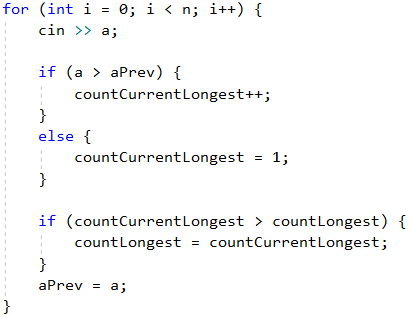 for (int i = 0; i < n; i++) {
    cin >> a;

    if (a > aPrev) {
        countCurrentLongest++;
    }
    else {
        countCurrentLongest = 1;
    }

    if (countCurrentLongest > countLongest) {
        countLongest = countCurrentLongest;
    }
    aPrev = a;
}